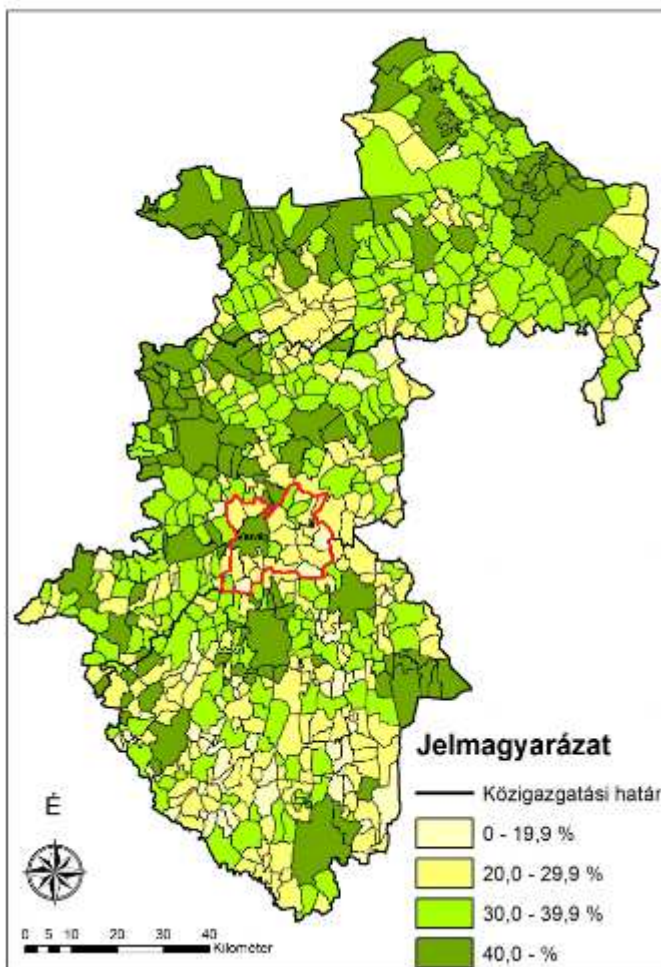 Jelmagyarázat
Közigazgatási határ
0 - 19,9 %
20,0 - 29,9 %
30,0 - 39,9 %
40,0 - %
É
0 5 10 20 30 40
Kilométer